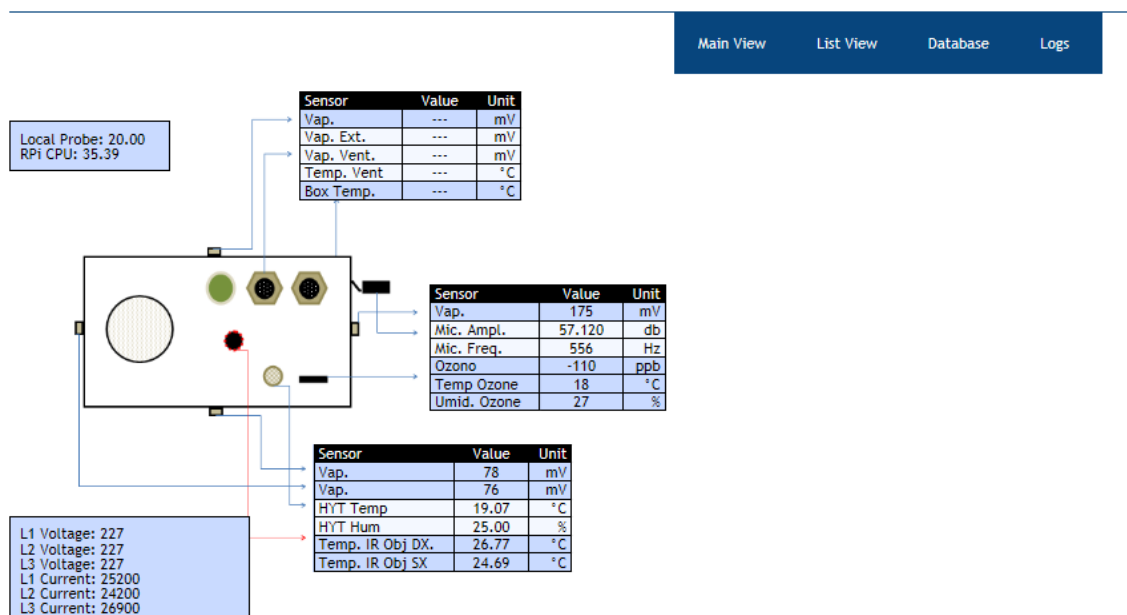 Main View List View Database Logs
Local Probe: 20.00
RPi CPU: 35.39
Sensor Value Unit
Vap. --- mV
Vap. Ext. --- mV
Vap. Vent. --- mV
Temp. Vent --- °C
Box Temp. --- °C
Sensor Value Unit
Vap. 175 mV
Mic. Ampl. 57.120 db
Mic. Freq. 556 Hz
Ozono -110 ppb
Temp Ozone 18 °C
Umid. Ozone 27 %
Sensor Value Unit
Vap. 78 mV
Vap. 76 mV
HYT Temp 19.07 °C
HYT Hum 25.00 %
Temp. IR Obj DX. 26.77 °C
Temp. IR Obj SX 24.69 °C
L1 Voltage: 227
L2 Voltage: 227
L3 Voltage: 227
L1 Current: 25200
L2 Current: 24200
L3 Current: 26900